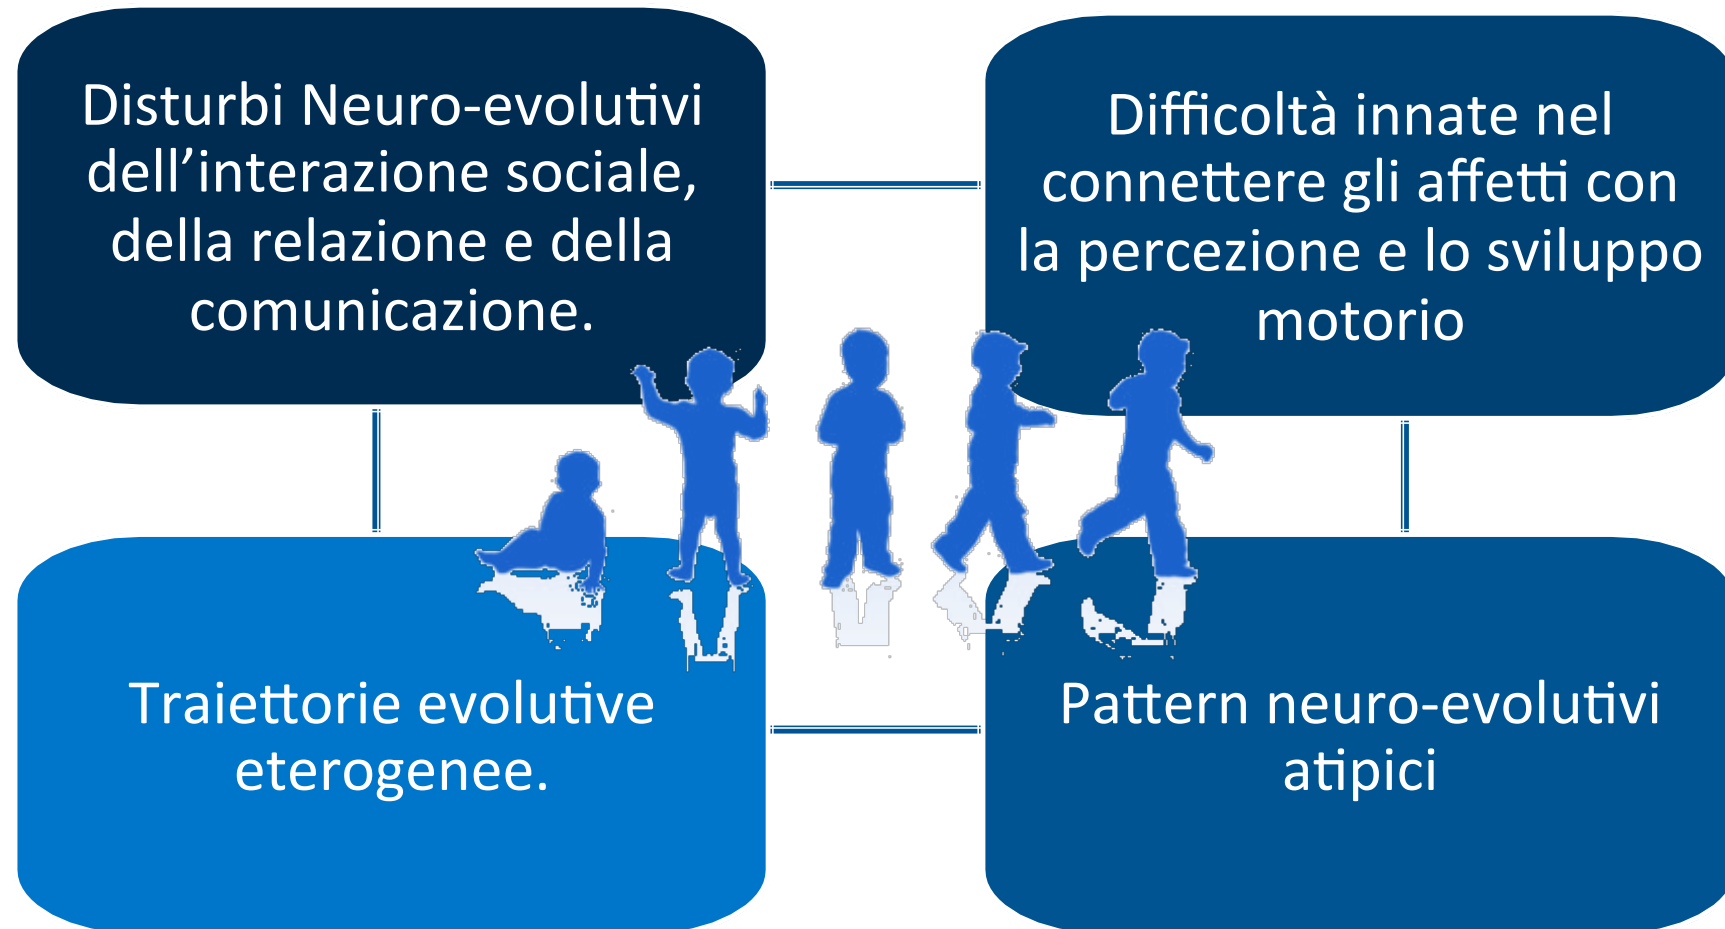 Disturbi Neuro-evolutivi
dell’interazione sociale,
della relazione e della
comunicazione.
Difficoltà innate nel
connettere gli affetti con
la percezione e lo sviluppo
motorio
Traiettorie evolutive
eterogenee.
Pattern neuro-evolutivi
atipici